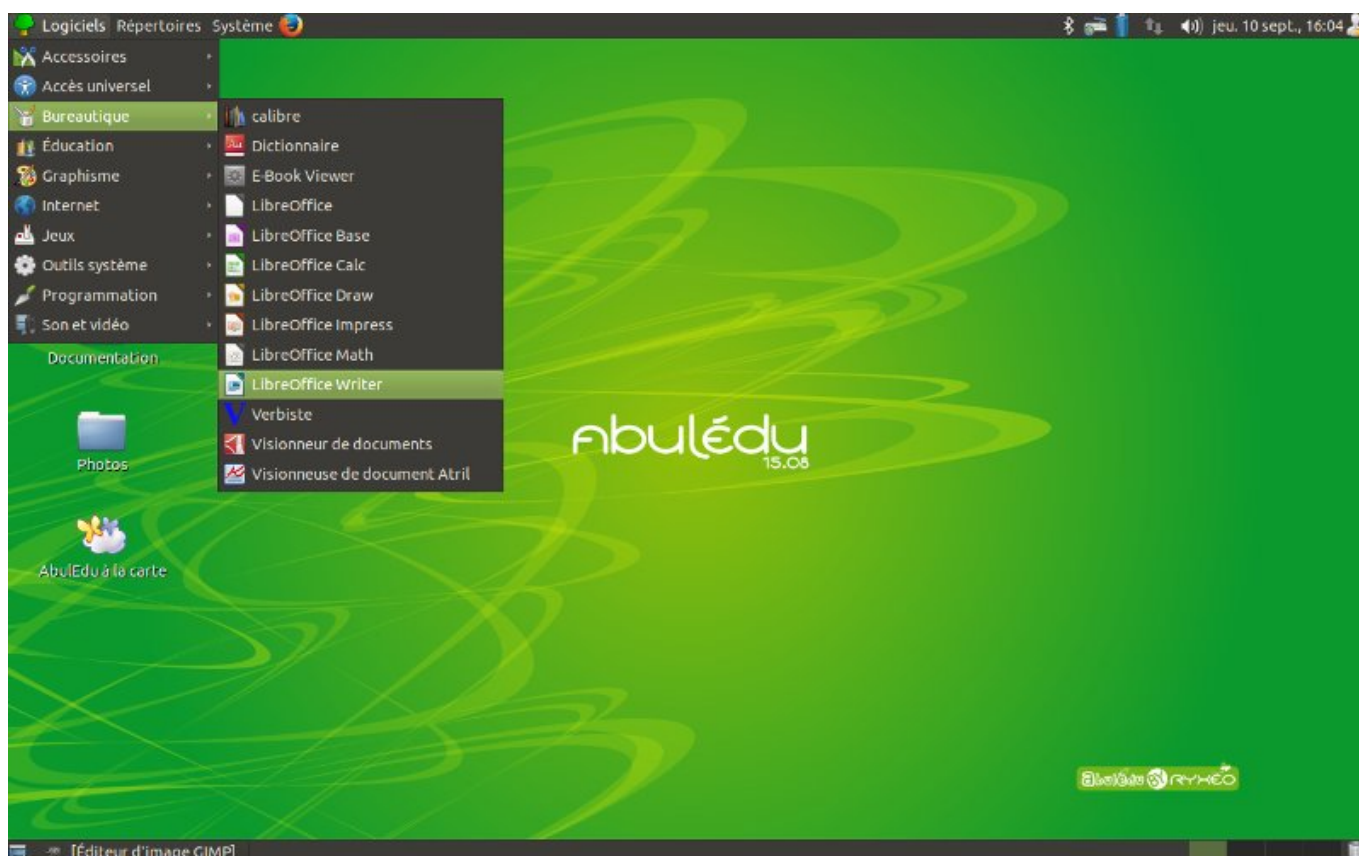 Logiciels Répertoires Système jeu. 10 sept., 16:04
Accessoires
Accès universel
Bureautique
Éducation
Graphisme
Internet
Jeux
Outils système
Programmation
Son et vidéo
calibre
Dictionnaire
E-Book Viewer
LibreOffice
LibreOffice Base
LibreOffice Calc
LibreOffice Draw
LibreOffice Impress
LibreOffice Math
LibreOffice Writer
Verbiste
Visionneur de documents
Visionneuse de document Atril
Documentation
Photos
AbulEdu à la carte
Abulédu
15.08
Abulédu RYXÉO
[Éditeur d'image GIMP]